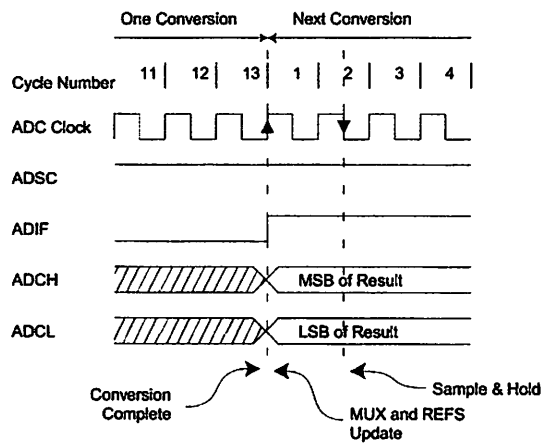 One Conversion Next Conversion
Cycle Number 11 12 13 1 2 3 4
ADC Clock
ADSC
ADIF
ADCH MSB of Result
ADCL LSB of Result
Conversion
Complete
MUX and REFS
Update
Sample & Hold